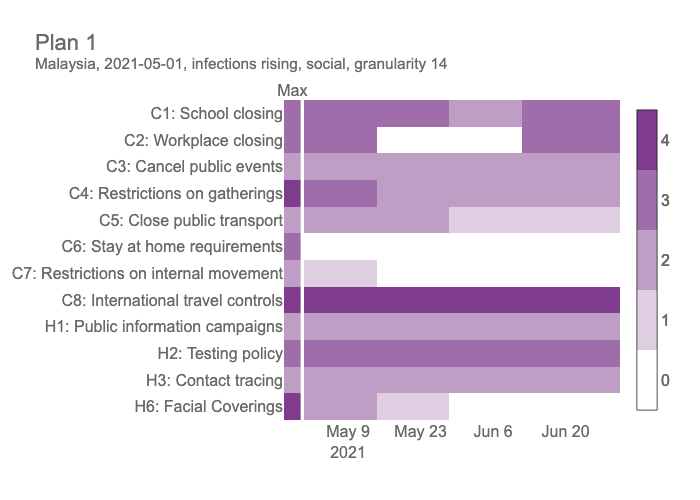 Plan 1
Malaysia, 2021-05-01, infections rising, social, granularity 14
Max
C1: School closing
C2: Workplace closing
C3: Cancel public events
C4: Restrictions on gatherings
C5: Close public transport
C6: Stay at home requirements
C7: Restrictions on internal movement
C8: International travel controls
H1: Public information campaigns
H2: Testing policy
H3: Contact tracing
H6: Facial Coverings
May 9 May 23 Jun 6 Jun 20
2021
4
3
2
1
0